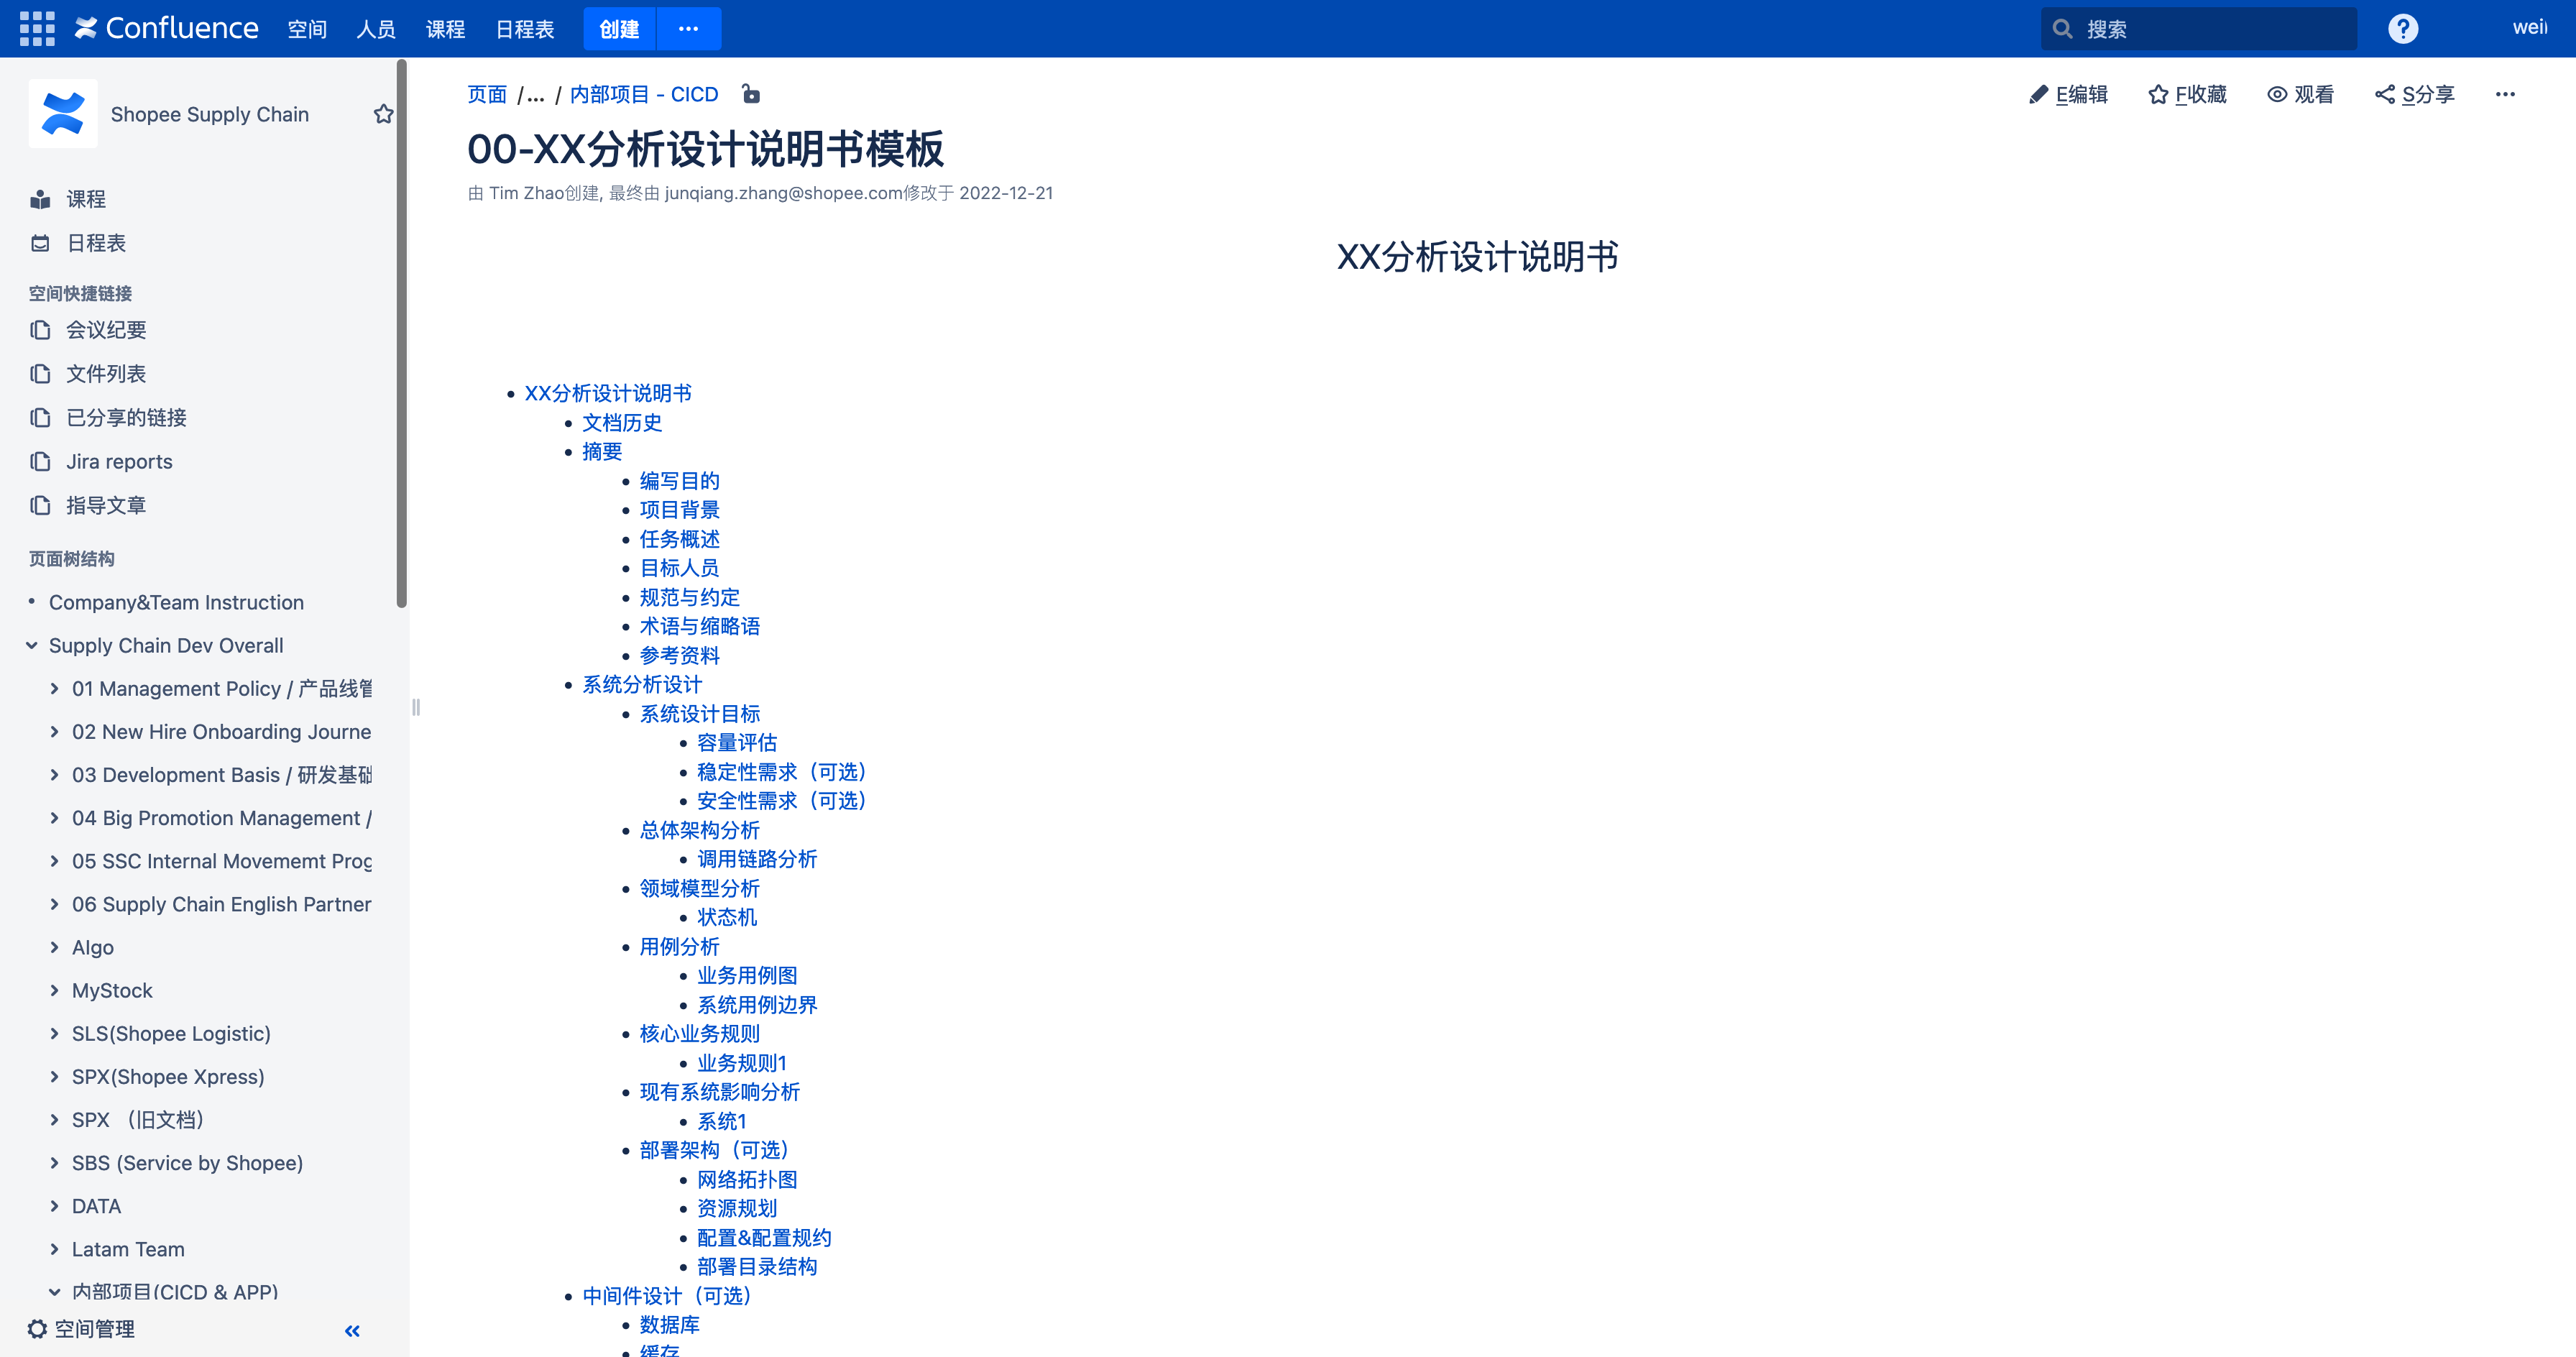 Confluence 空间 人员 课程 日程表 创建 ··· 搜索 ? weil
Shopee Supply Chain
课程
日程表
空间快捷链接
会议纪要
文件列表
已分享的链接
Jira reports
指导文章
页面树结构
Company&Team Instruction
Supply Chain Dev Overall
01 Management Policy / 产品线管
02 New Hire Onboarding Journe
03 Development Basis / 研发基础
04 Big Promotion Management /
05 SSC Internal Movememt Prog
06 Supply Chain English Partner
Algo
MyStock
SLS(Shopee Logistic)
SPX(Shopee Xpress)
SPX （旧文档）
SBS (Service by Shopee)
DATA
Latam Team
内部项目(CICD & APP)
空间管理 «
页面 /... / 内部项目 - CICD
E编辑 F收藏 观看 S分享 ···
00-XX分析设计说明书模板
由 Tim Zhao创建, 最终由 junqiang.zhang@shopee.com修改于 2022-12-21
XX分析设计说明书
• XX分析设计说明书
• 文档历史
• 摘要
• 编写目的
• 项目背景
• 任务概述
• 目标人员
• 规范与约定
• 术语与缩略语
• 参考资料
• 系统分析设计
• 系统设计目标
• 容量评估
• 稳定性需求（可选）
• 安全性需求（可选）
• 总体架构分析
• 调用链路分析
• 领域模型分析
• 状态机
• 用例分析
• 业务用例图
• 系统用例边界
• 核心业务规则
• 业务规则1
• 现有系统影响分析
• 系统1
• 部署架构（可选）
• 网络拓扑图
• 资源规划
• 配置&配置规约
• 部署目录结构
• 中间件设计（可选）
• 数据库
• 缓存